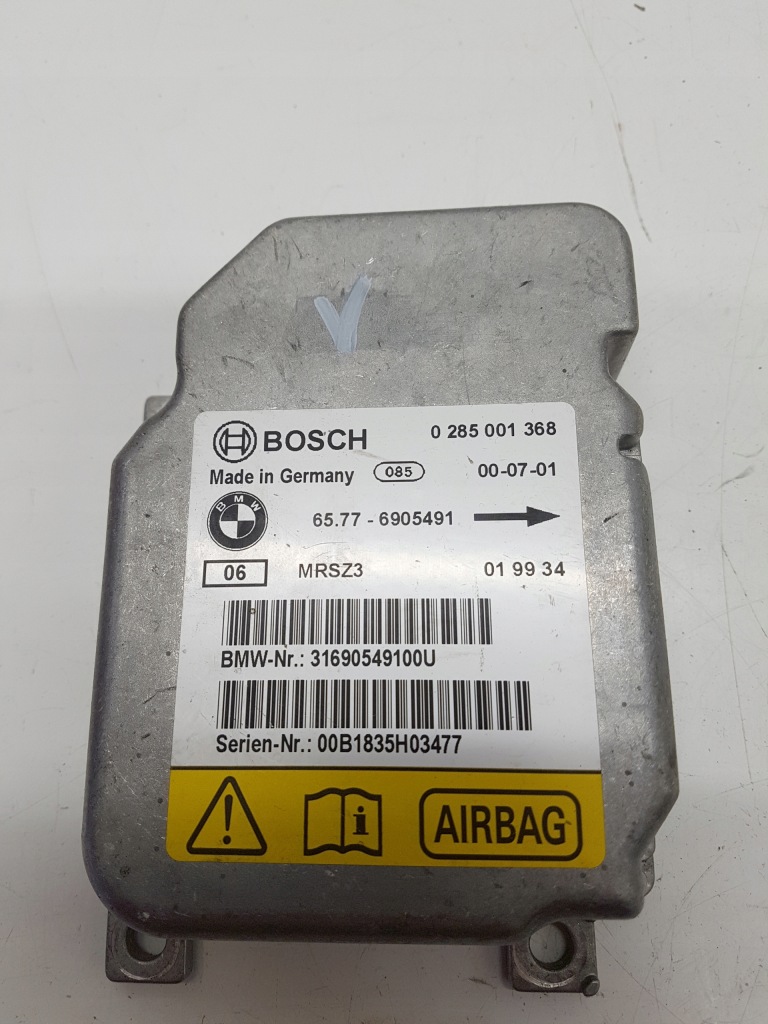 V
BOSCH 0 285 001 368
Made in Germany 085 00-07-01
BMW 65.77 - 6905491
06 MRSZ3 01 99 34
BMW-Nr.: 31690549100U
Serien-Nr.: 00B1835H03477
AIRBAG